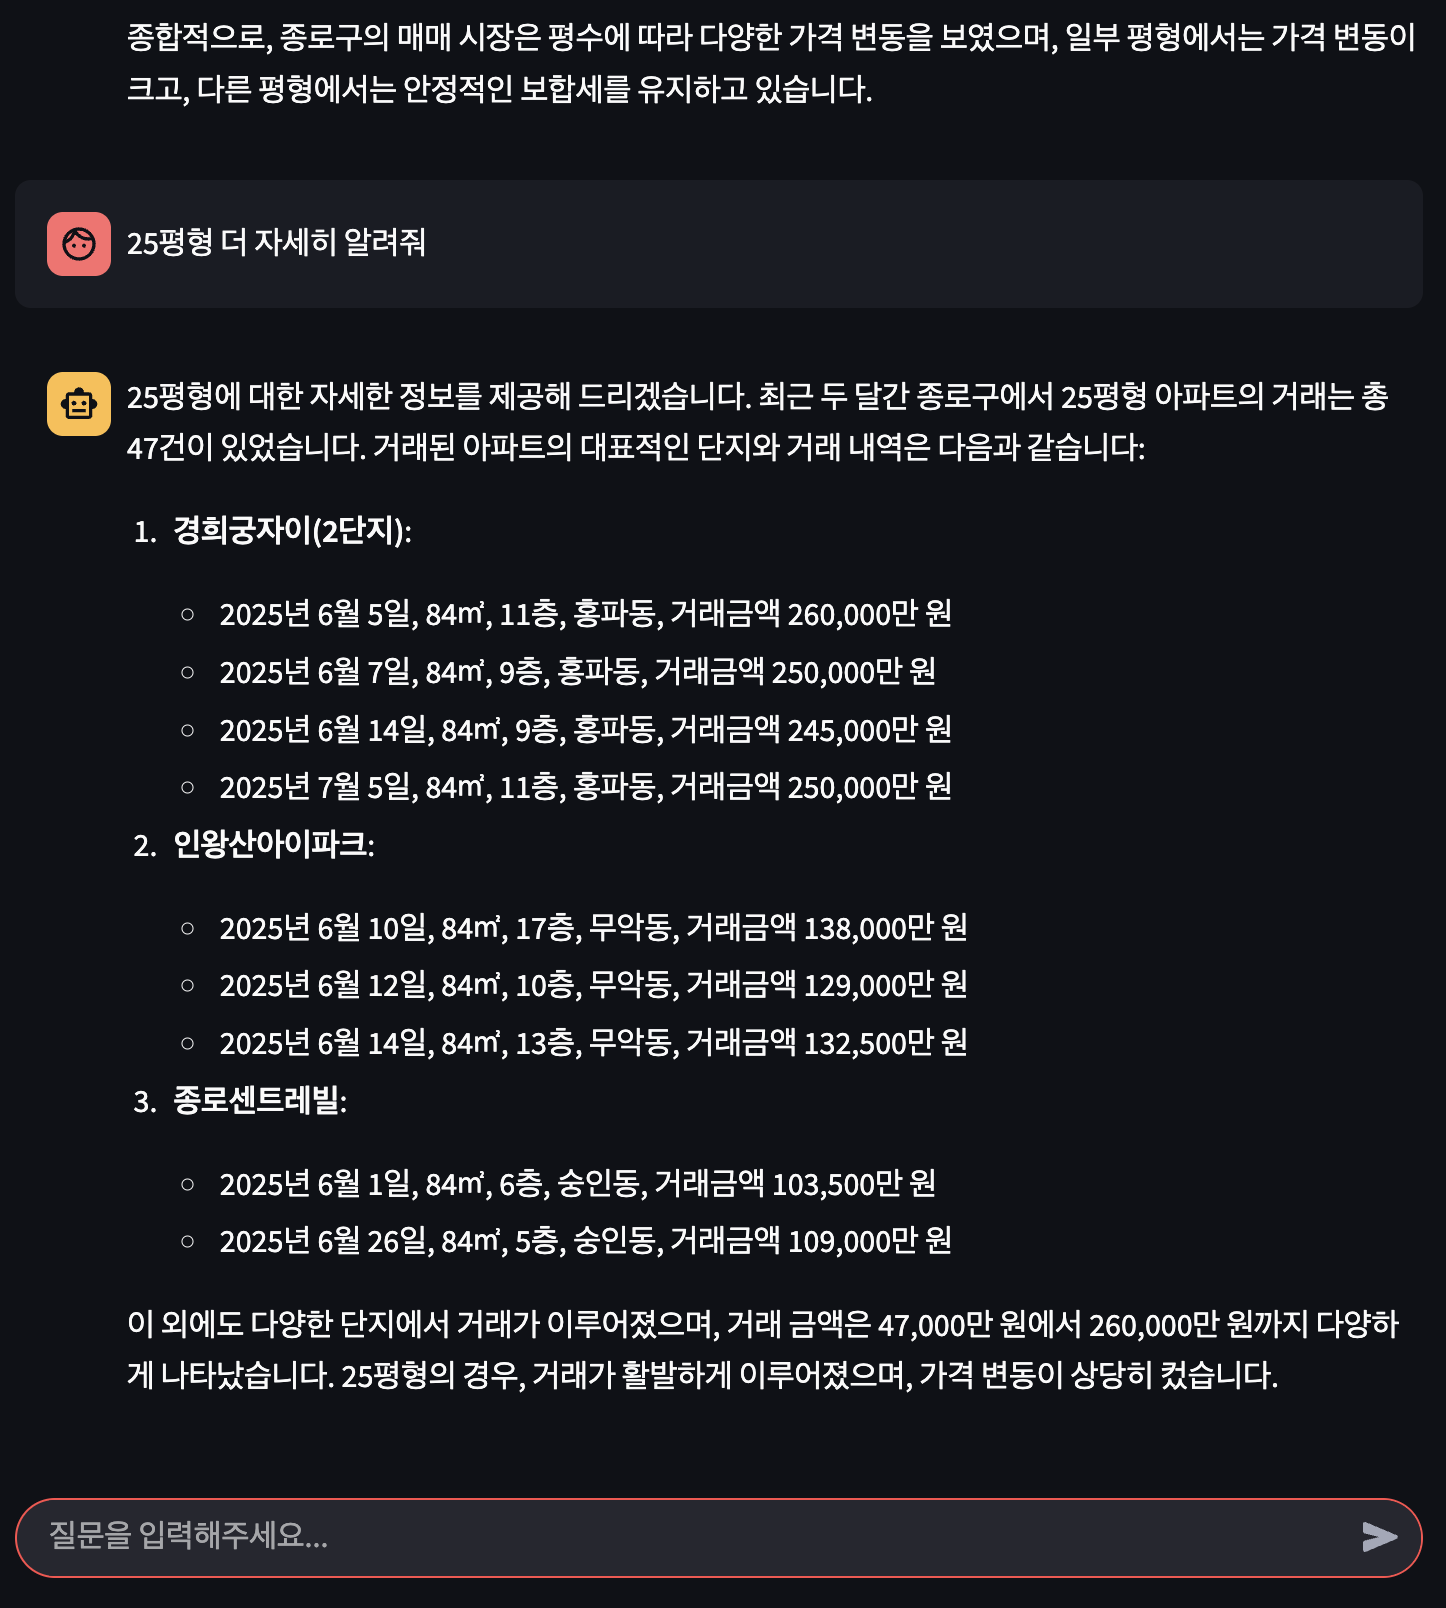 종합적으로, 종로구의 매매 시장은 평수에 따라 다양한 가격 변동을 보였으며, 일부 평형에서는 가격 변동이
크고, 다른 평형에서는 안정적인 보합세를 유지하고 있습니다.
25평형 더 자세히 알려줘
25평형에 대한 자세한 정보를 제공해 드리겠습니다. 최근 두 달간 종로구에서 25평형 아파트의 거래는 총
47건이 있었습니다. 거래된 아파트의 대표적인 단지와 거래 내역은 다음과 같습니다:
1. 경희궁자이(2단지):
○ 2025년 6월 5일, 84㎡, 11층, 홍파동, 거래금액 260,000만 원
○ 2025년 6월 7일, 84㎡, 9층, 홍파동, 거래금액 250,000만 원
○ 2025년 6월 14일, 84㎡, 9층, 홍파동, 거래금액 245,000만 원
○ 2025년 7월 5일, 84㎡, 11층, 홍파동, 거래금액 250,000만 원
2. 인왕산아이파크:
○ 2025년 6월 10일, 84㎡, 17층, 무악동, 거래금액 138,000만 원
○ 2025년 6월 12일, 84㎡, 10층, 무악동, 거래금액 129,000만 원
○ 2025년 6월 14일, 84㎡, 13층, 무악동, 거래금액 132,500만 원
3. 종로센트레빌:
○ 2025년 6월 1일, 84㎡, 6층, 숭인동, 거래금액 103,500만 원
○ 2025년 6월 26일, 84㎡, 5층, 숭인동, 거래금액 109,000만 원
이 외에도 다양한 단지에서 거래가 이루어졌으며, 거래 금액은 47,000만 원에서 260,000만 원까지 다양하
게 나타났습니다. 25평형의 경우, 거래가 활발하게 이루어졌으며, 가격 변동이 상당히 컸습니다.
질문을 입력해주세요...